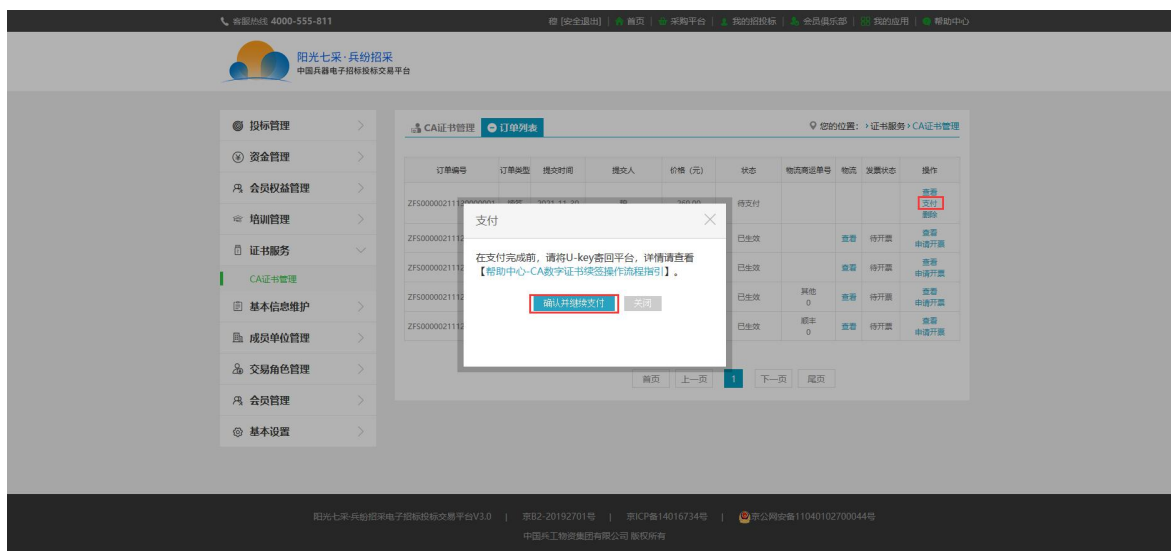 客服热线 4000-555-811
[安全退出] | 首页 | 采购平台 | 我的招投标 | 会员俱乐部 | 我的应用 | 帮助中心
阳光七采·兵纷招采
中国兵器电子招标投标交易平台
投标管理
资金管理
会员权益管理
培训管理
证书服务
CA证书管理
基本信息维护
成员单位管理
交易角色管理
会员管理
基本设置
CA证书管理 订单列表 您的位置: 证书服务 CA证书管理
订单编号 订单类型 提交时间 提交人 价格(元) 状态 物流商运单号 物流 发票状态 操作
查看
待支付 支付
删除
ZFS0000021112 已生效 查看 待开票 查看
申请开票
ZFS0000021112 已生效 查看 待开票 查看
申请开票
ZFS0000021112 已生效 其他 0 查看 待开票 查看
申请开票
ZFS0000021112 已生效 顺丰 0 查看 待开票 查看
申请开票
支付
在支付完成前,请将U-key寄回平台,详情请查看
【帮助中心-CA数字证书续签操作流程指引】。
确认并继续支付 关闭
首页 上一页 1 下一页 尾页
阳光七采·兵纷招采电子招标投标交易平台V3.0 | 京B2-20192701号 | 京ICP备14016734号 | 京公网安备11040102700044号
中国兵工物资集团有限公司 版权所有